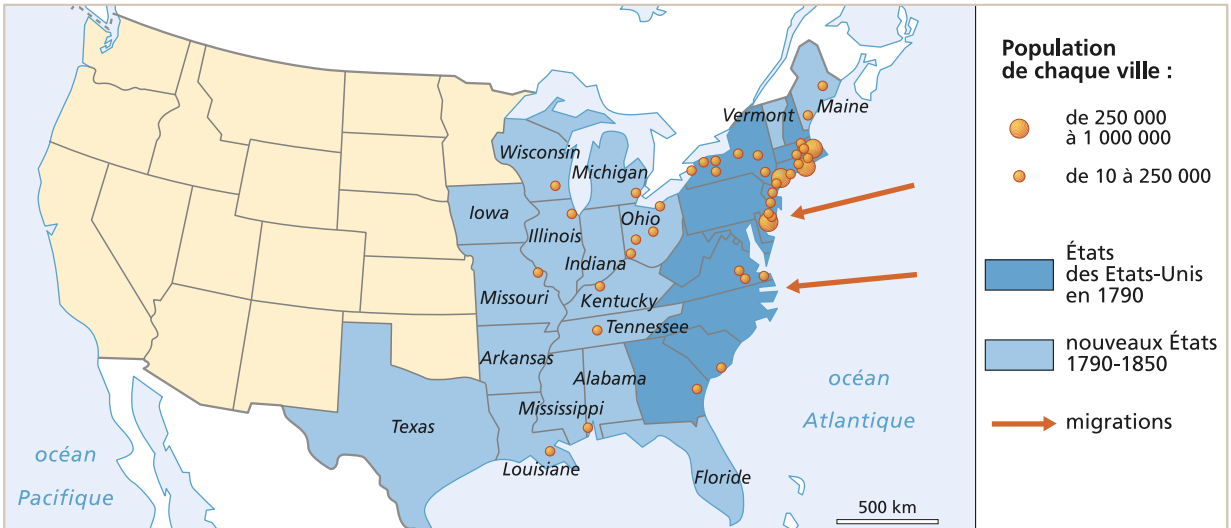 Vermont
Maine
Wisconsin
Michigan
Iowa
Illinois
Ohio
Indiana
Missouri
Kentucky
Tennessee
Arkansas
Alabama
Mississippi
Texas
Louisiane
Floride
océan
Pacifique
océan
Atlantique
500 km
Population
de chaque ville :
de 250 000
à 1 000 000
de 10 à 250 000
États
des Etats-Unis
en 1790
nouveaux États
1790-1850
migrations